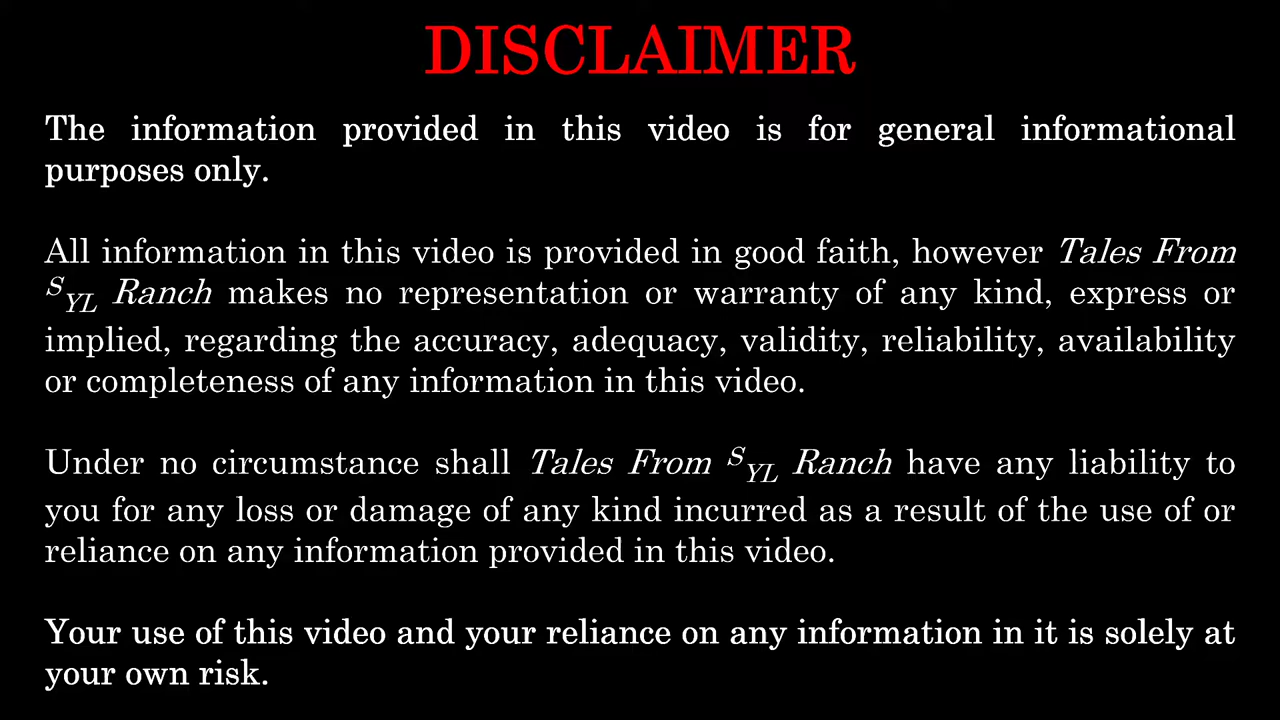 DISCLAIMER
The information provided in this video is for general informational
purposes only.
All information in this video is provided in good faith, however Tales From
SYL Ranch makes no representation or warranty of any kind, express or
implied, regarding the accuracy, adequacy, validity, reliability, availability
or completeness of any information in this video.
Under no circumstance shall Tales From SYL Ranch have any liability to
you for any loss or damage of any kind incurred as a result of the use of or
reliance on any information provided in this video.
Your use of this video and your reliance on any information in it is solely at
your own risk.